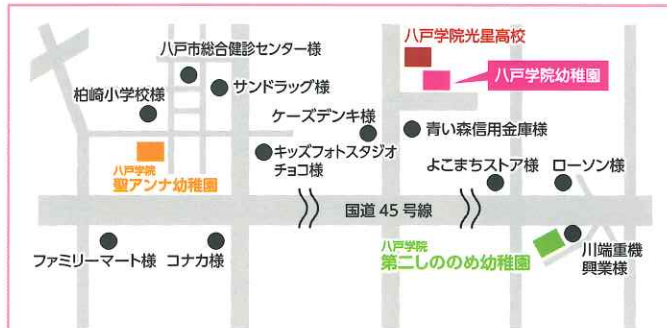 八戸学院光星高校
八戸市総合健診センター様
八戸学院幼稚園
サンドラッグ様
柏崎小学校様
ケーズデンキ様
青い森信用金庫様
キッズフォトスタジオ
チョコ様
よこまちストア様
ローソン様
八戸学院
聖アンナ幼稚園
国道45号線
八戸学院
第二しののめ幼稚園
川端重機
興業様
ファミリーマート様
コナカ様